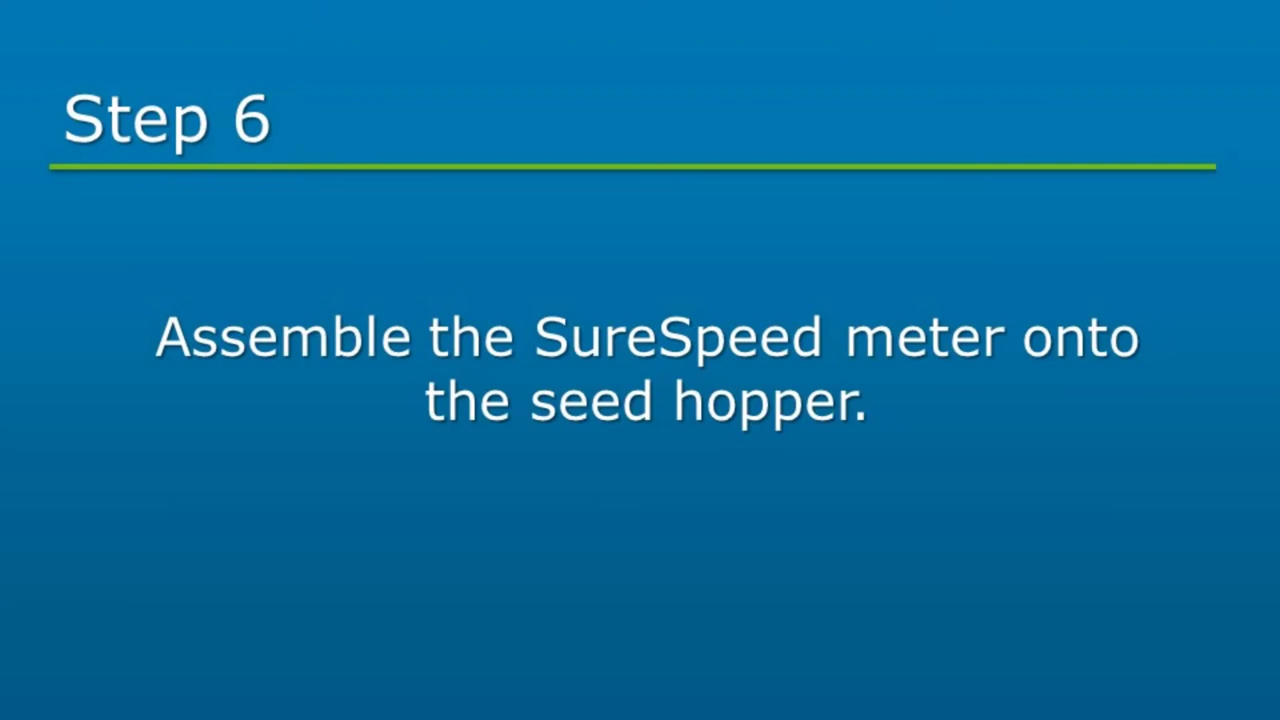 Step 6
Assemble the SureSpeed meter onto
the seed hopper.